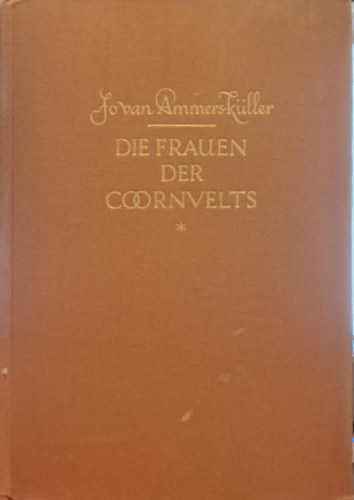 Jo van Ammers-Küller
DIE FRAUEN
DER
COORNVELTS
*